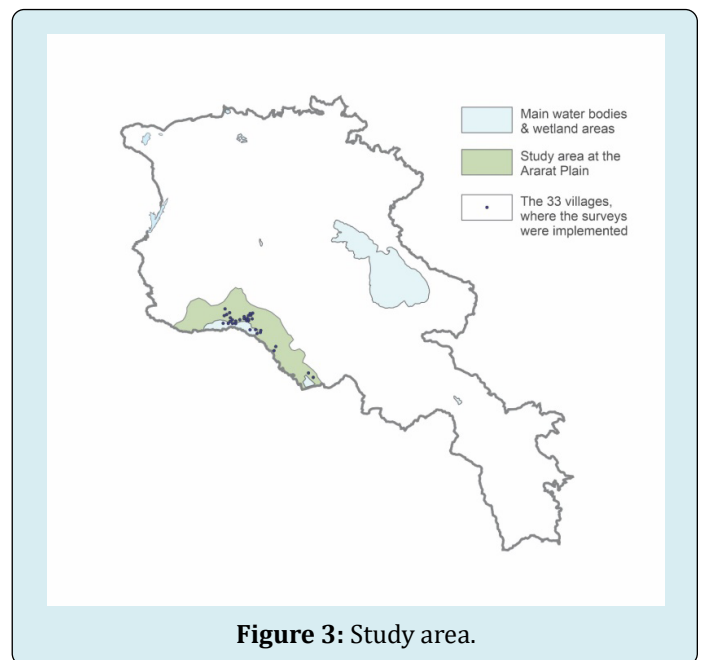 Main water bodies
& wetland areas
Study area at the
Ararat Plain
The 33 villages,
where the surveys
were implemented
Figure 3: Study area.